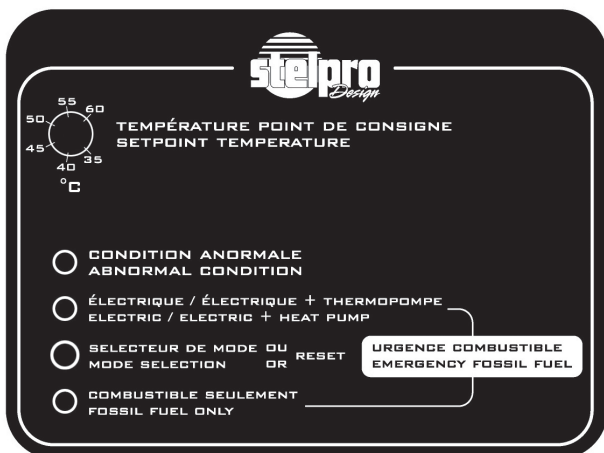 stelpro
Design
55
60
50
45
35
40
°C
TEMPÉRATURE POINT DE CONSIGNE
SETPOINT TEMPERATURE
CONDITION ANORMALE
ABNORMAL CONDITION
ÉLECTRIQUE / ÉLECTRIQUE + THERMOPOMPE
ELECTRIC / ELECTRIC + HEAT PUMP
SELECTEUR DE MODE OU
MODE SELECTION OR
RESET
URGENCE COMBUSTIBLE
EMERGENCY FOSSIL FUEL
COMBUSTIBLE SEULEMENT
FOSSIL FUEL ONLY